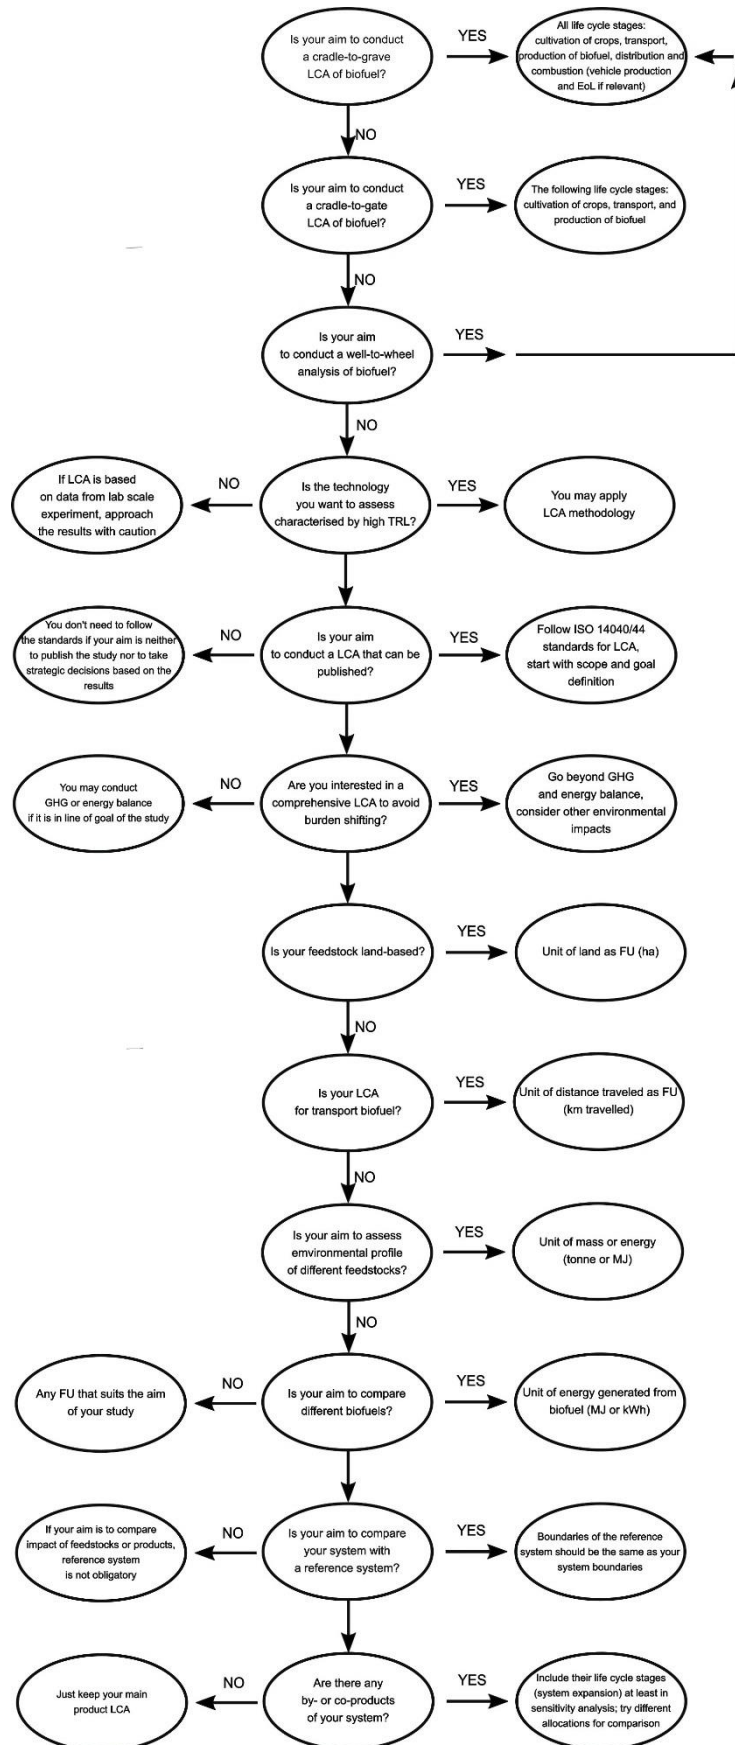 Is your aim to conduct
a cradle-to-grave
LCA of biofuel?
YES
All life cycle stages:
cultivation of crops, transport,
production of biofuel, distribution and
combustion (vehicle production
and EoL if relevant)
NO
Is your aim to conduct
a cradle-to-gate
LCA of biofuel?
YES
The following life cycle stages:
cultivation of crops, transport, and
production of biofuel
NO
Is your aim
to conduct a well-to-wheel
analysis of biofuel?
YES
NO
If LCA is based
on data from lab scale
experiment, approach
the results with caution
NO
Is the technology
you want to assess
characterised by high TRL?
YES
You may apply
LCA methodology
You don't need to follow
the standards if your aim is neither
to publish the study nor to take
strategic decisions based on the
results
NO
Is your aim
to conduct a LCA that can be
published?
YES
Follow ISO 14040/44
standards for LCA,
start with scope and goal
definition
You may conduct
GHG or energy balance
if it is in line of goal of the study
NO
Are you interested in a
comprehensive LCA to avoid
burden shifting?
YES
Go beyond GHG
and energy balance,
consider other environmental
impacts
Is your feedstock land-based?
YES
Unit of land as FU (ha)
NO
Is your LCA
for transport biofuel?
YES
Unit of distance traveled as FU
(km travelled)
NO
Is your aim to assess
emvironmental profile
of different feedstocks?
YES
Unit of mass or energy
(tonne or MJ)
NO
Any FU that suits the aim
of your study
NO
Is your aim to compare
different biofuels?
YES
Unit of energy generated from
biofuel (MJ or kWh)
If your aim is to compare
impact of feedstocks or products,
reference system
is not obligatory
NO
Is your aim to compare
your system with
a reference system?
YES
Boundaries of the reference
system should be the same as your
system boundaries
Just keep your main
product LCA
NO
Are there any
by- or co-products
of your system?
YES
Include their life cycle stages
(system expansion) at least in
sensitivity analysis; try different
allocations for comparison